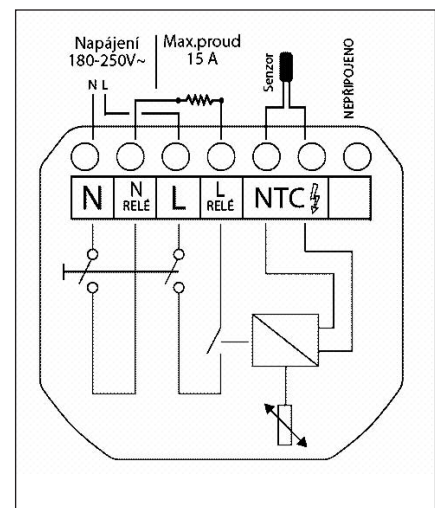 Napájení
180-250V~
Max.proud
15 A
Senzor
NEPŘIPOJENO
N L
N
N
RELÉ
L
L
RELÉ
NTC